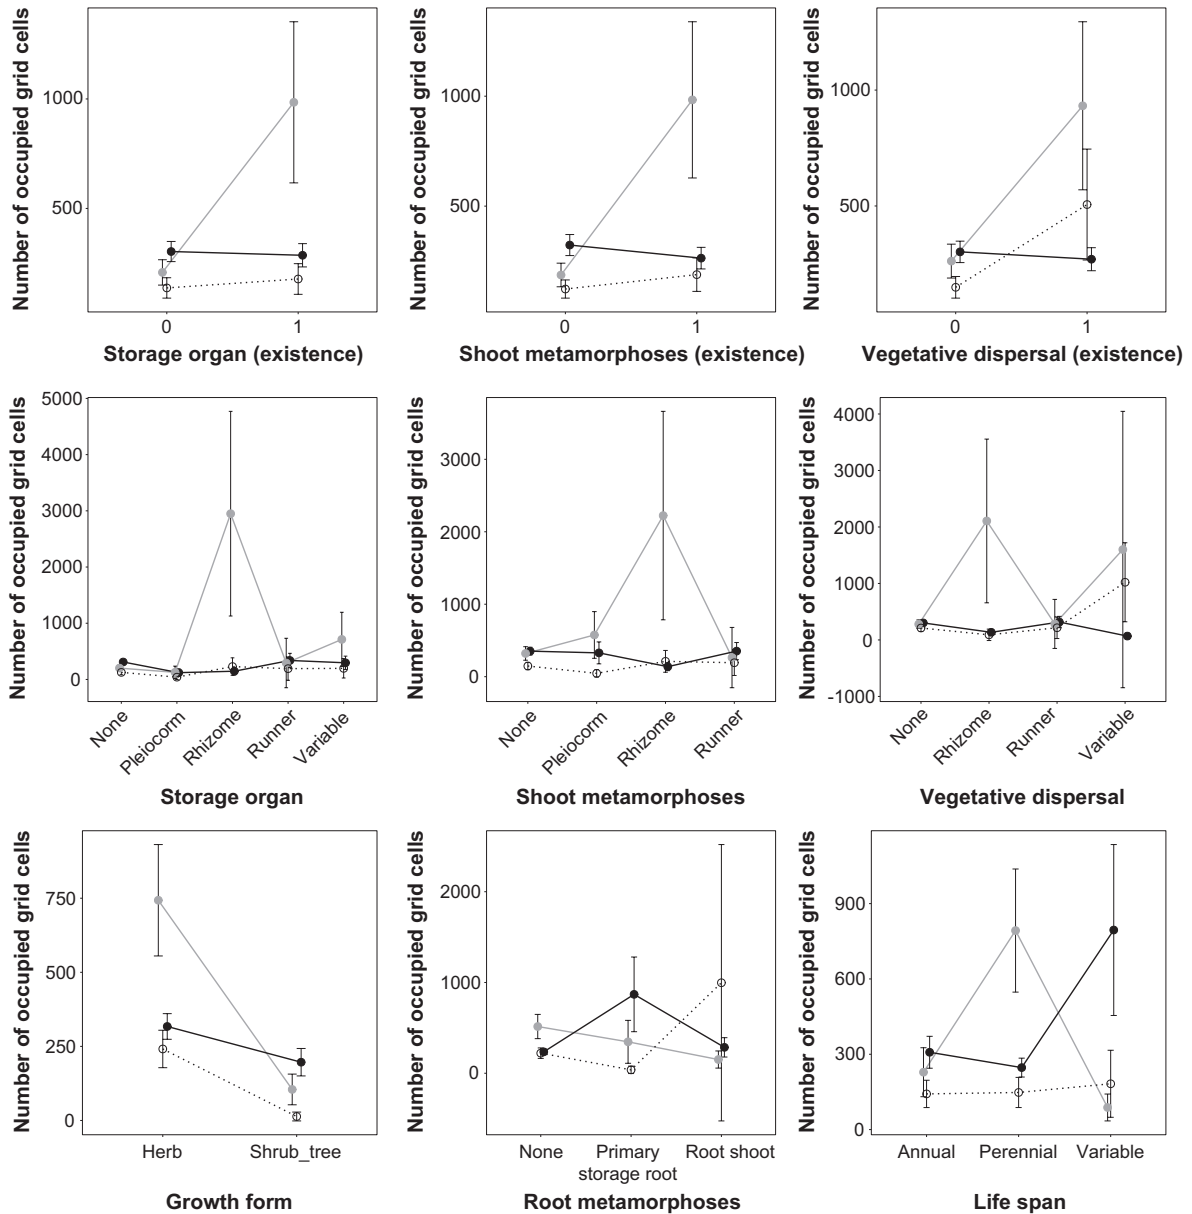 Number of occupied grid cells
1000
500
0 1
Storage organ (existence)
Number of occupied grid cells
1000
500
0 1
Shoot metamorphoses (existence)
Number of occupied grid cells
1000
500
0 1
Vegetative dispersal (existence)
Number of occupied grid cells
5000
4000
3000
2000
1000
0
None Pleiocorm Rhizome Runner Variable
Storage organ
Number of occupied grid cells
3000
2000
1000
0
None Pleiocorm Rhizome Runner
Shoot metamorphoses
Number of occupied grid cells
4000
3000
2000
1000
0
-1000
None Rhizome Runner Variable
Vegetative dispersal
Number of occupied grid cells
750
500
250
0
Herb Shrub_tree
Growth form
Number of occupied grid cells
2000
1000
0
None Primary Root shoot
storage root
Root metamorphoses
Number of occupied grid cells
900
600
300
0
Annual Perennial Variable
Life span